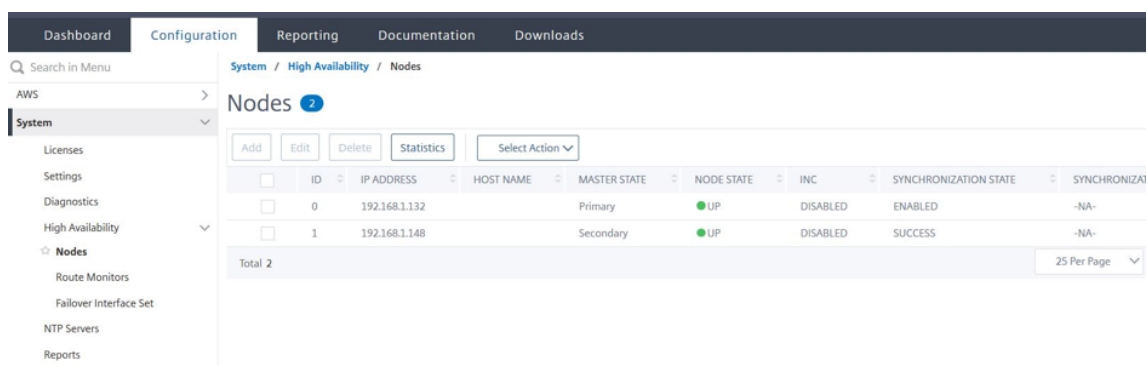 Dashboard Configuration Reporting Documentation Downloads
Search in Menu
AWS
System
Licenses
Settings
Diagnostics
High Availability
Nodes
Route Monitors
Failover Interface Set
NTP Servers
Reports
System / High Availability / Nodes
Nodes 2
Add Edit Delete Statistics Select Action
ID IP ADDRESS HOST NAME MASTER STATE NODE STATE INC SYNCHRONIZATION STATE SYNCHRONIZAT
0 192.168.1.132 Primary UP DISABLED ENABLED -NA-
1 192.168.1.148 Secondary UP DISABLED SUCCESS -NA-
Total 2 25 Per Page